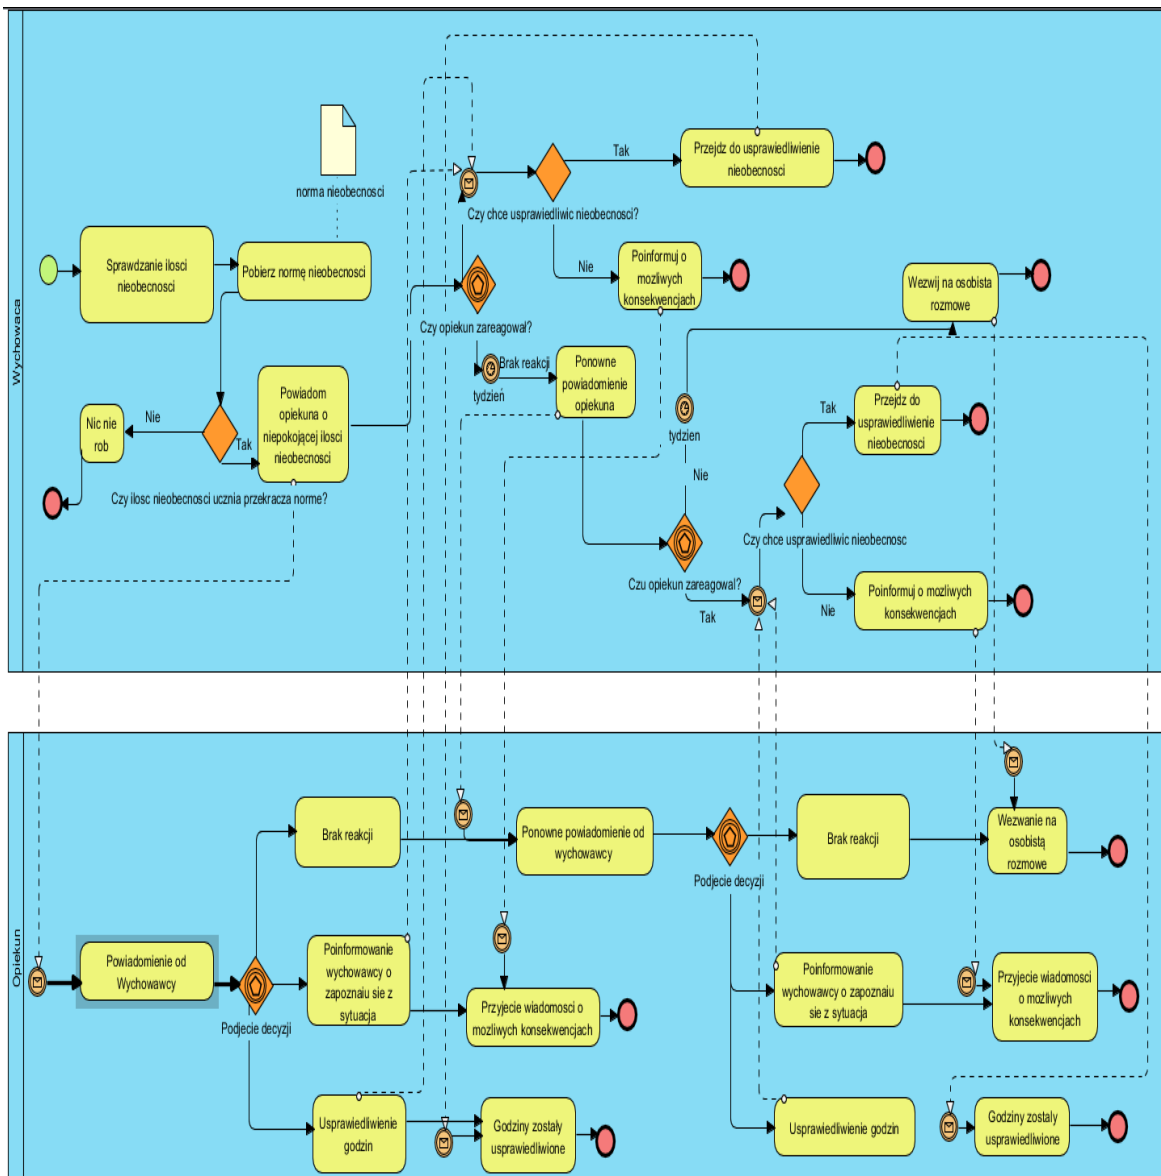 Wychowaca
norma nieobecnosci
Sprawdzanie ilosci
nieobecnosci
Pobierz normę nieobecnosci
Nic nie
rob
Nie
Tak
Czy ilosc nieobecnosci ucznia przekracza norme?
Powiadom
opiekuna o
niepokojącej ilosci
nieobecnosci
Czy opiekun zareagował?
Brak reakcji
tydzień
Ponowne
powiadomienie
opiekuna
Czy chce usprawiedliwic nieobecnosci?
Tak
Przejdz do usprawiedliwienie
nieobecnosci
Nie
Poinformuj o
mozliwych
konsekwencjach
tydzien
Nie
Czu opiekun zareagowal?
Tak
Wezwij na osobista
rozmowe
Czy chce usprawiedliwic nieobecnosc
Tak
Przejdz do
usprawiedliwienie
nieobecnosci
Nie
Poinformuj o mozliwych
konsekwencjach
Opiekun
Powiadomienie od
Wychowawcy
Podjecie decyzji
Brak reakcji
Poinformowanie
wychowawcy o
zapoznaiu sie z
sytuacja
Usprawiedliwienie
godzin
Ponowne powiadomienie od
wychowawcy
Przyjecie wiadomosci o
mozliwych konsekwencjach
Godziny zostały
usprawiedliwione
Podjecie decyzji
Brak reakcji
Poinformowanie
wychowawcy o zapoznaiu
sie z sytuacja
Usprawiedliwienie godzin
Wezwanie na
osobistą
rozmowe
Przyjecie wiadomosci
o mozliwych
konsekwencjach
Godziny zostaly
usprawiedliwione